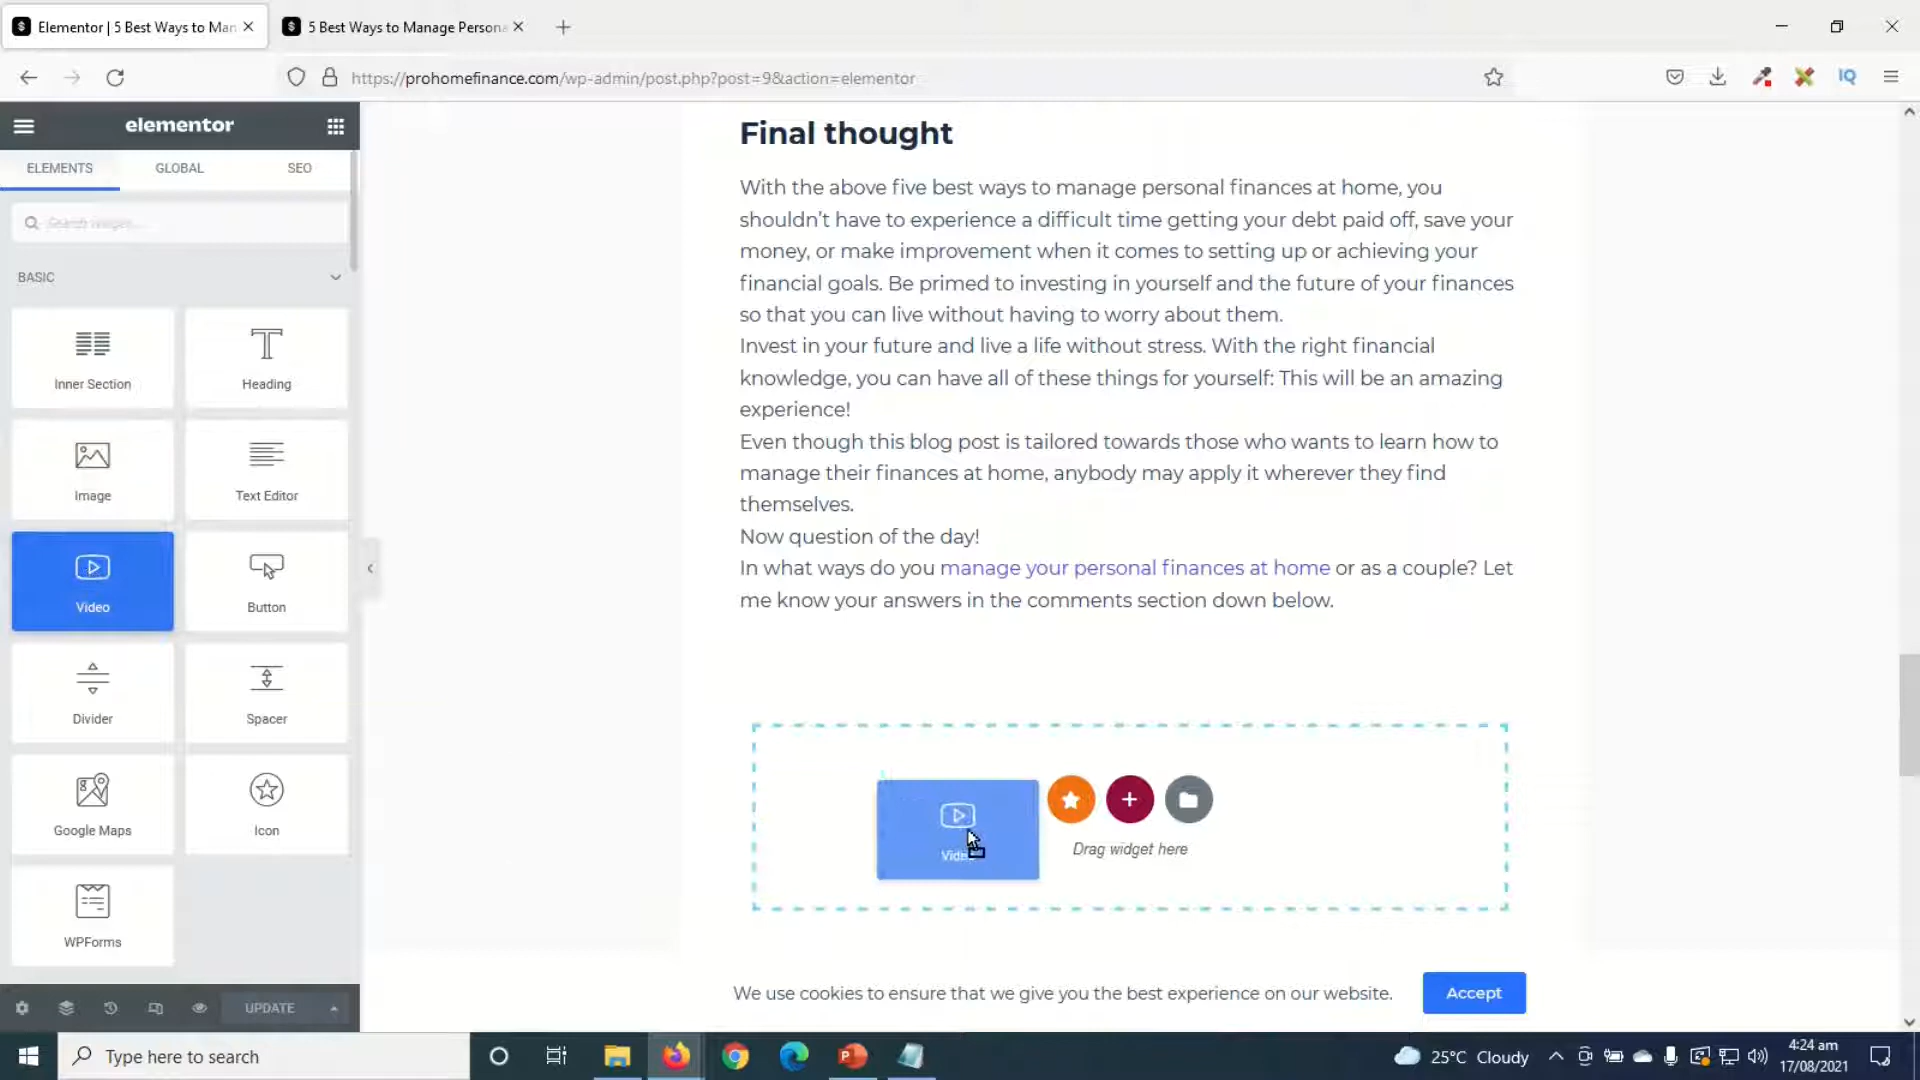 Elementor | 5 Best Ways to Man
5 Best Ways to Manage Persona
https://prohomefinance.com/wp-admin/post.php?post=9&action=elementor
IQ
elementor
ELEMENTS
GLOBAL
SEO
Search Widget...
BASIC
Inner Section
Heading
Image
Text Editor
Video
Button
Divider
Spacer
Google Maps
Icon
WPForms
UPDATE
Final thought
With the above five best ways to manage personal finances at home, you
shouldn't have to experience a difficult time getting your debt paid off, save your
money, or make improvement when it comes to setting up or achieving your
financial goals. Be primed to investing in yourself and the future of your finances
so that you can live without having to worry about them.
Invest in your future and live a life without stress. With the right financial
knowledge, you can have all of these things for yourself: This will be an amazing
experience!
Even though this blog post is tailored towards those who wants to learn how to
manage their finances at home, anybody may apply it wherever they find
themselves.
Now question of the day!
In what ways do you manage your personal finances at home or as a couple? Let
me know your answers in the comments section down below.
Video
Drag widget here
We use cookies to ensure that we give you the best experience on our website.
Accept
Type here to search
25°C Cloudy
4:24 am
17/08/2021